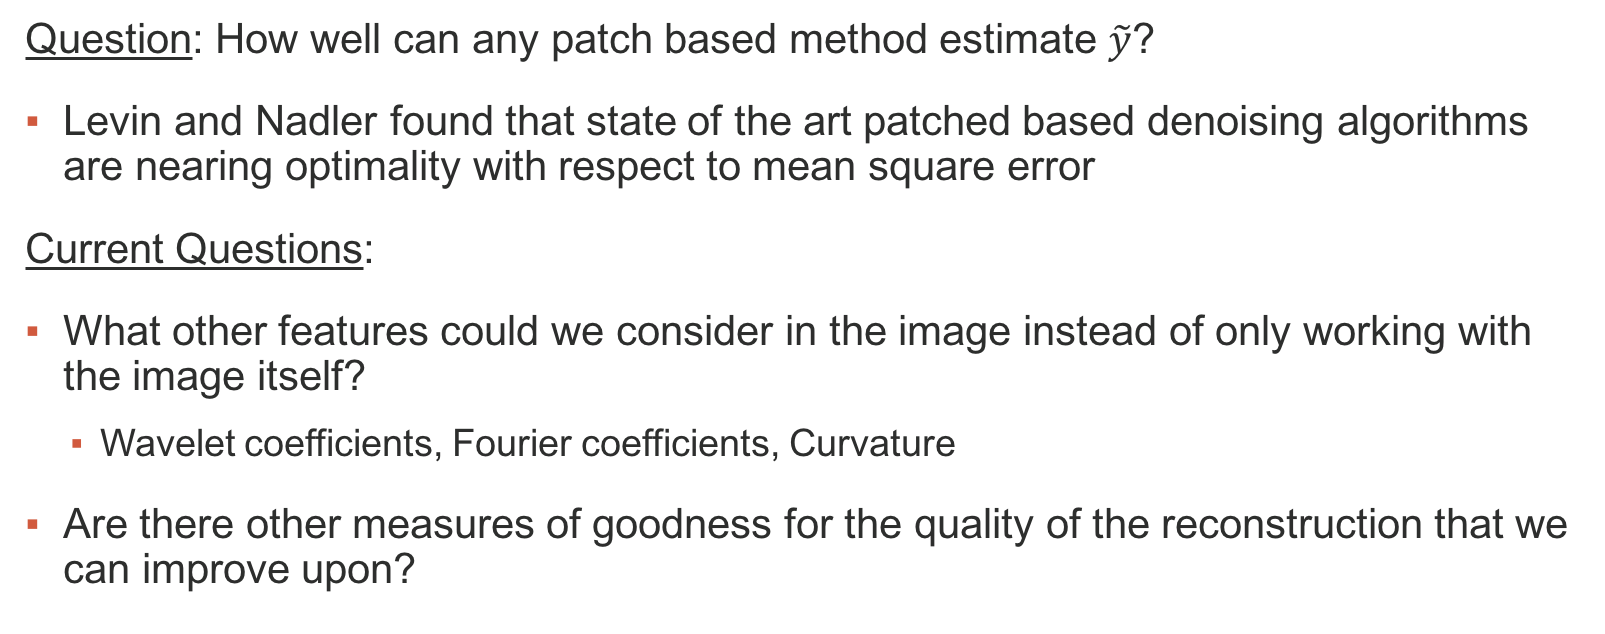 Question: How well can any patch based method estimate ỹ?
▪ Levin and Nadler found that state of the art patched based denoising algorithms
are nearing optimality with respect to mean square error
Current Questions:
▪ What other features could we consider in the image instead of only working with
the image itself?
▪ Wavelet coefficients, Fourier coefficients, Curvature
▪ Are there other measures of goodness for the quality of the reconstruction that we
can improve upon?